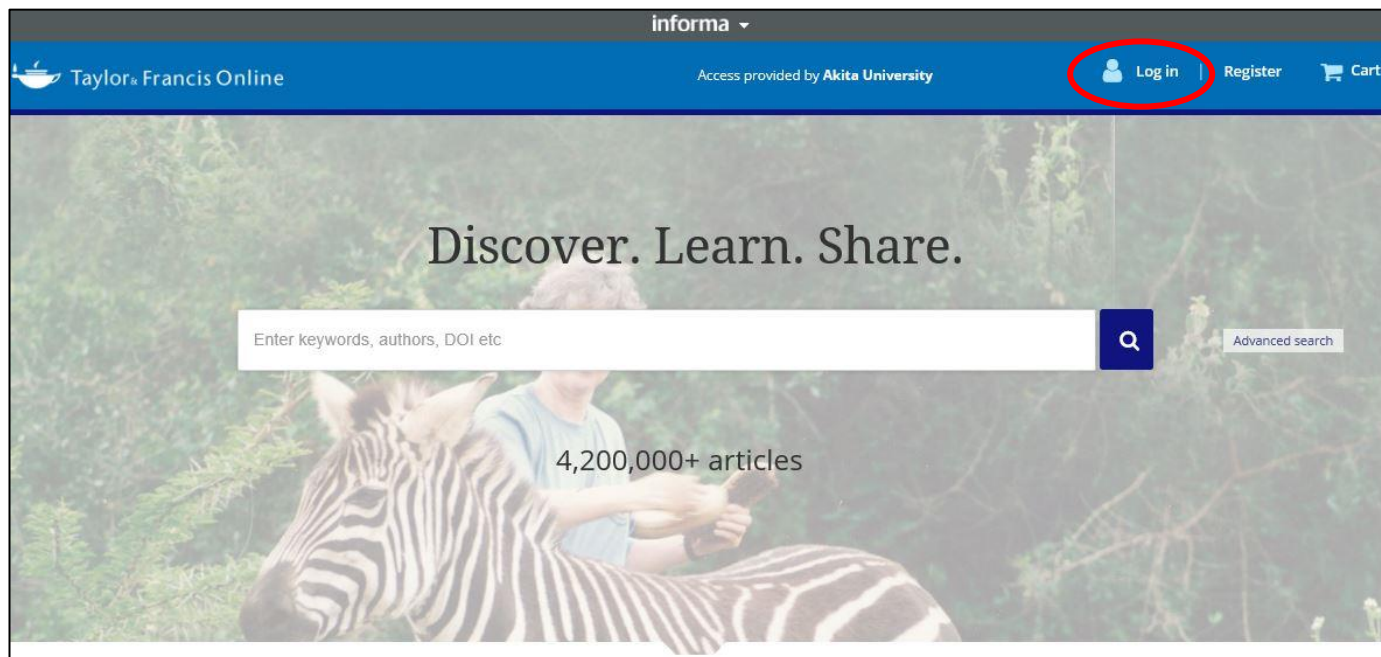 informa
Taylor & Francis Online
Access provided by Akita University
Log in | Register
Cart
Discover. Learn. Share.
Enter keywords, authors, DOI etc
Advanced search
4,200,000+ articles